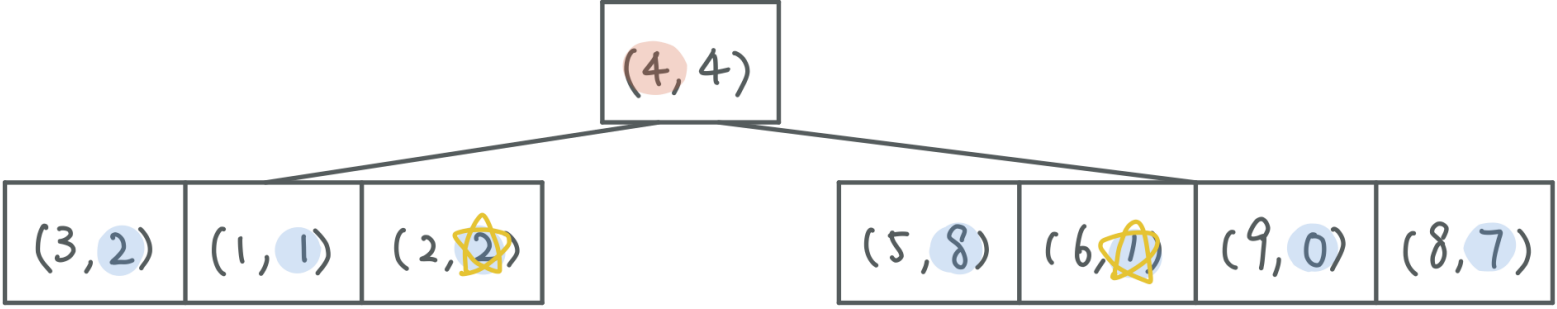 (4, 4)
(3, 2) (1, 1) (2, 2) (5, 8) (6, 1) (9, 0) (8, 7)